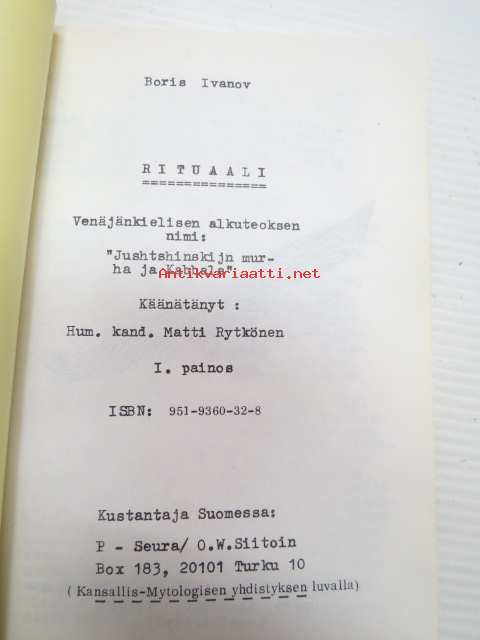 Boris Ivanov
R I T U A A L I
===============
Venäjänkielisen alkuteoksen
nimi:
"Jushtshinskijn mur-
ha ja Kabbala"
Antikvariaatti.net
Käänätänyt :
Hum. kand. Matti Rytkönen
I. painos
ISBN: 951-9360-32-8
Kustantaja Suomessa:
P - Seura/ O.W.Siitoin
Box 183, 20101 Turku 10
( Kansallis-Mytologisen yhdistyksen luvalla)